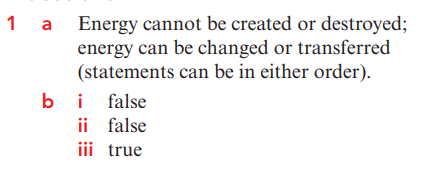 1 a Energy cannot be created or destroyed;
energy can be changed or transferred
(statements can be in either order).
b i false
ii false
iii true